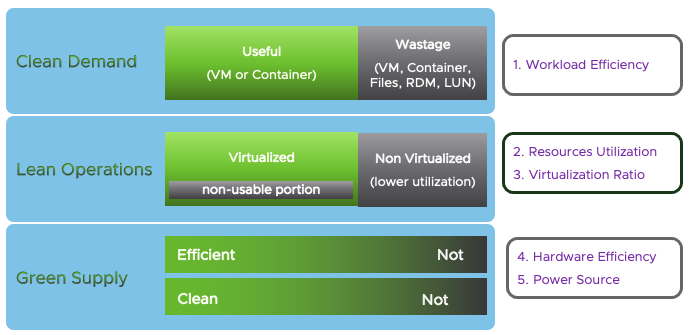 Clean Demand
Useful
(VM or Container)
Wastage
(VM, Container,
Files, RDM, LUN)
1. Workload Efficiency
Lean Operations
Virtualized
non-usable portion
Non Virtualized
(lower utilization)
2. Resources Utilization
3. Virtualization Ratio
Green Supply
Efficient Not
Clean Not
4. Hardware Efficiency
5. Power Source